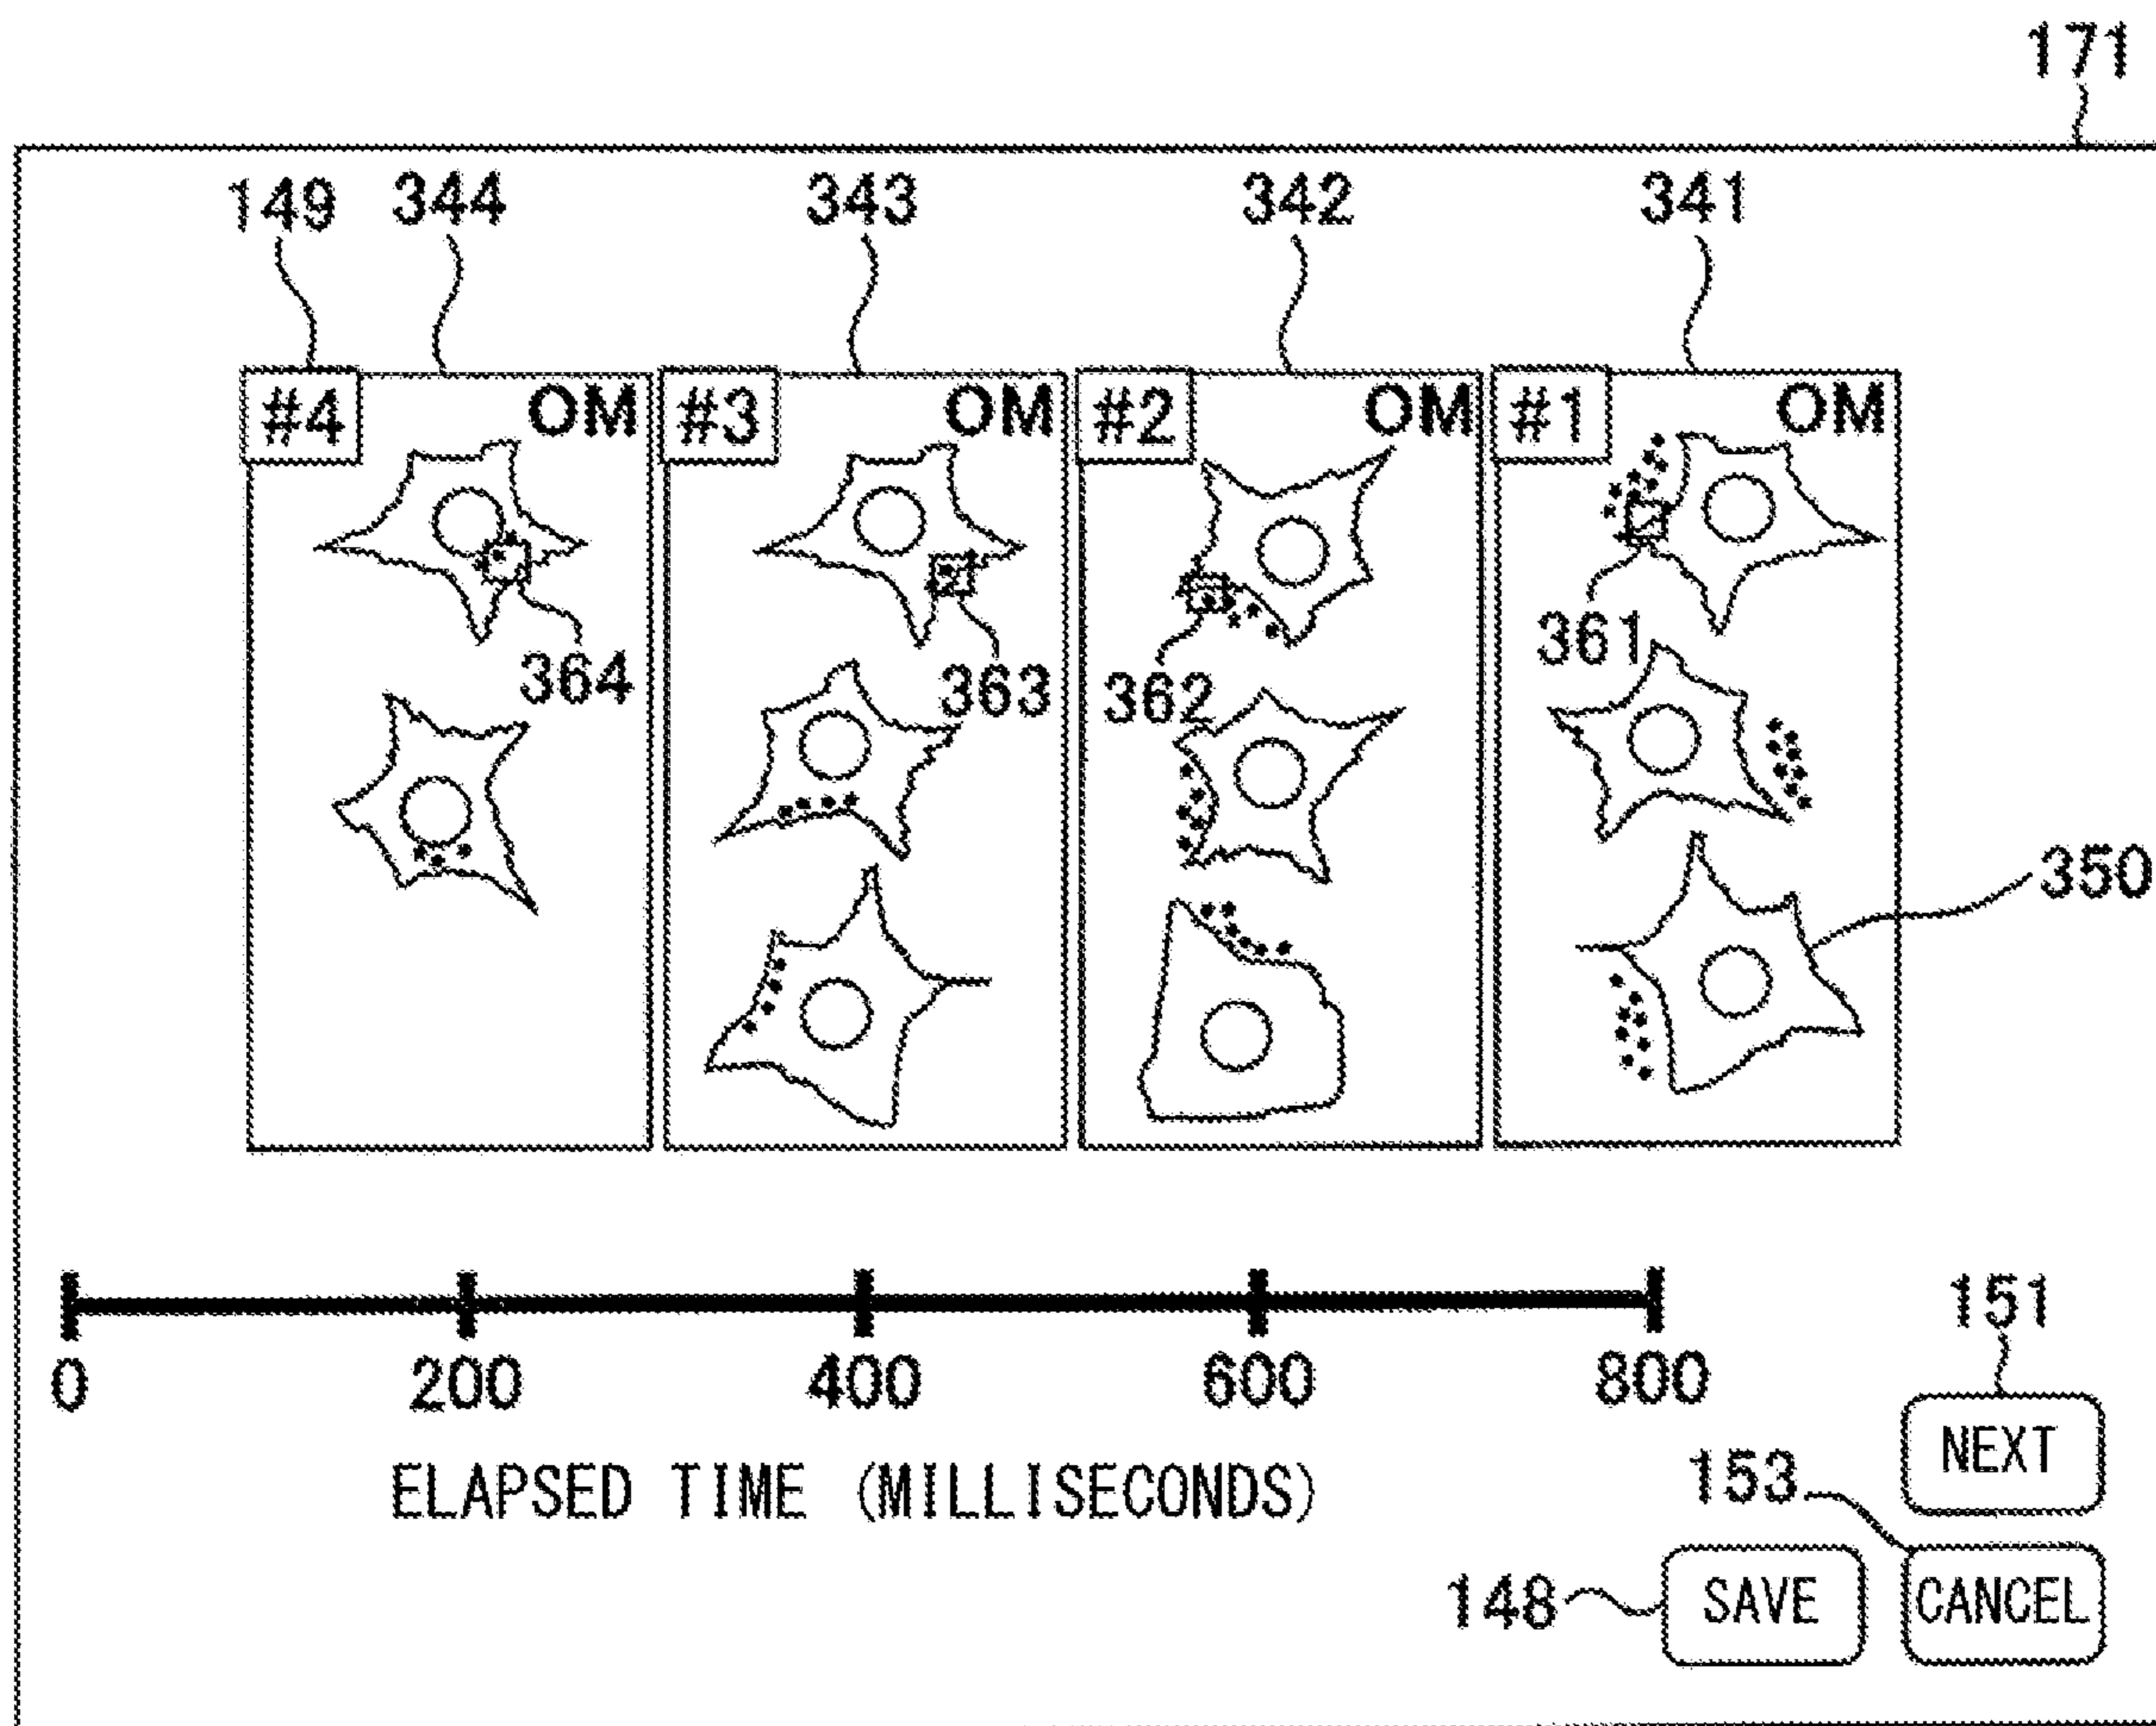 171
149 344 343 342 341
#4 OM #3 OM #2 OM #1 OM
361
364 363 362
350
0 200 400 600 800
151
ELAPSED TIME (MILLISECONDS)
NEXT
153
148 SAVE CANCEL